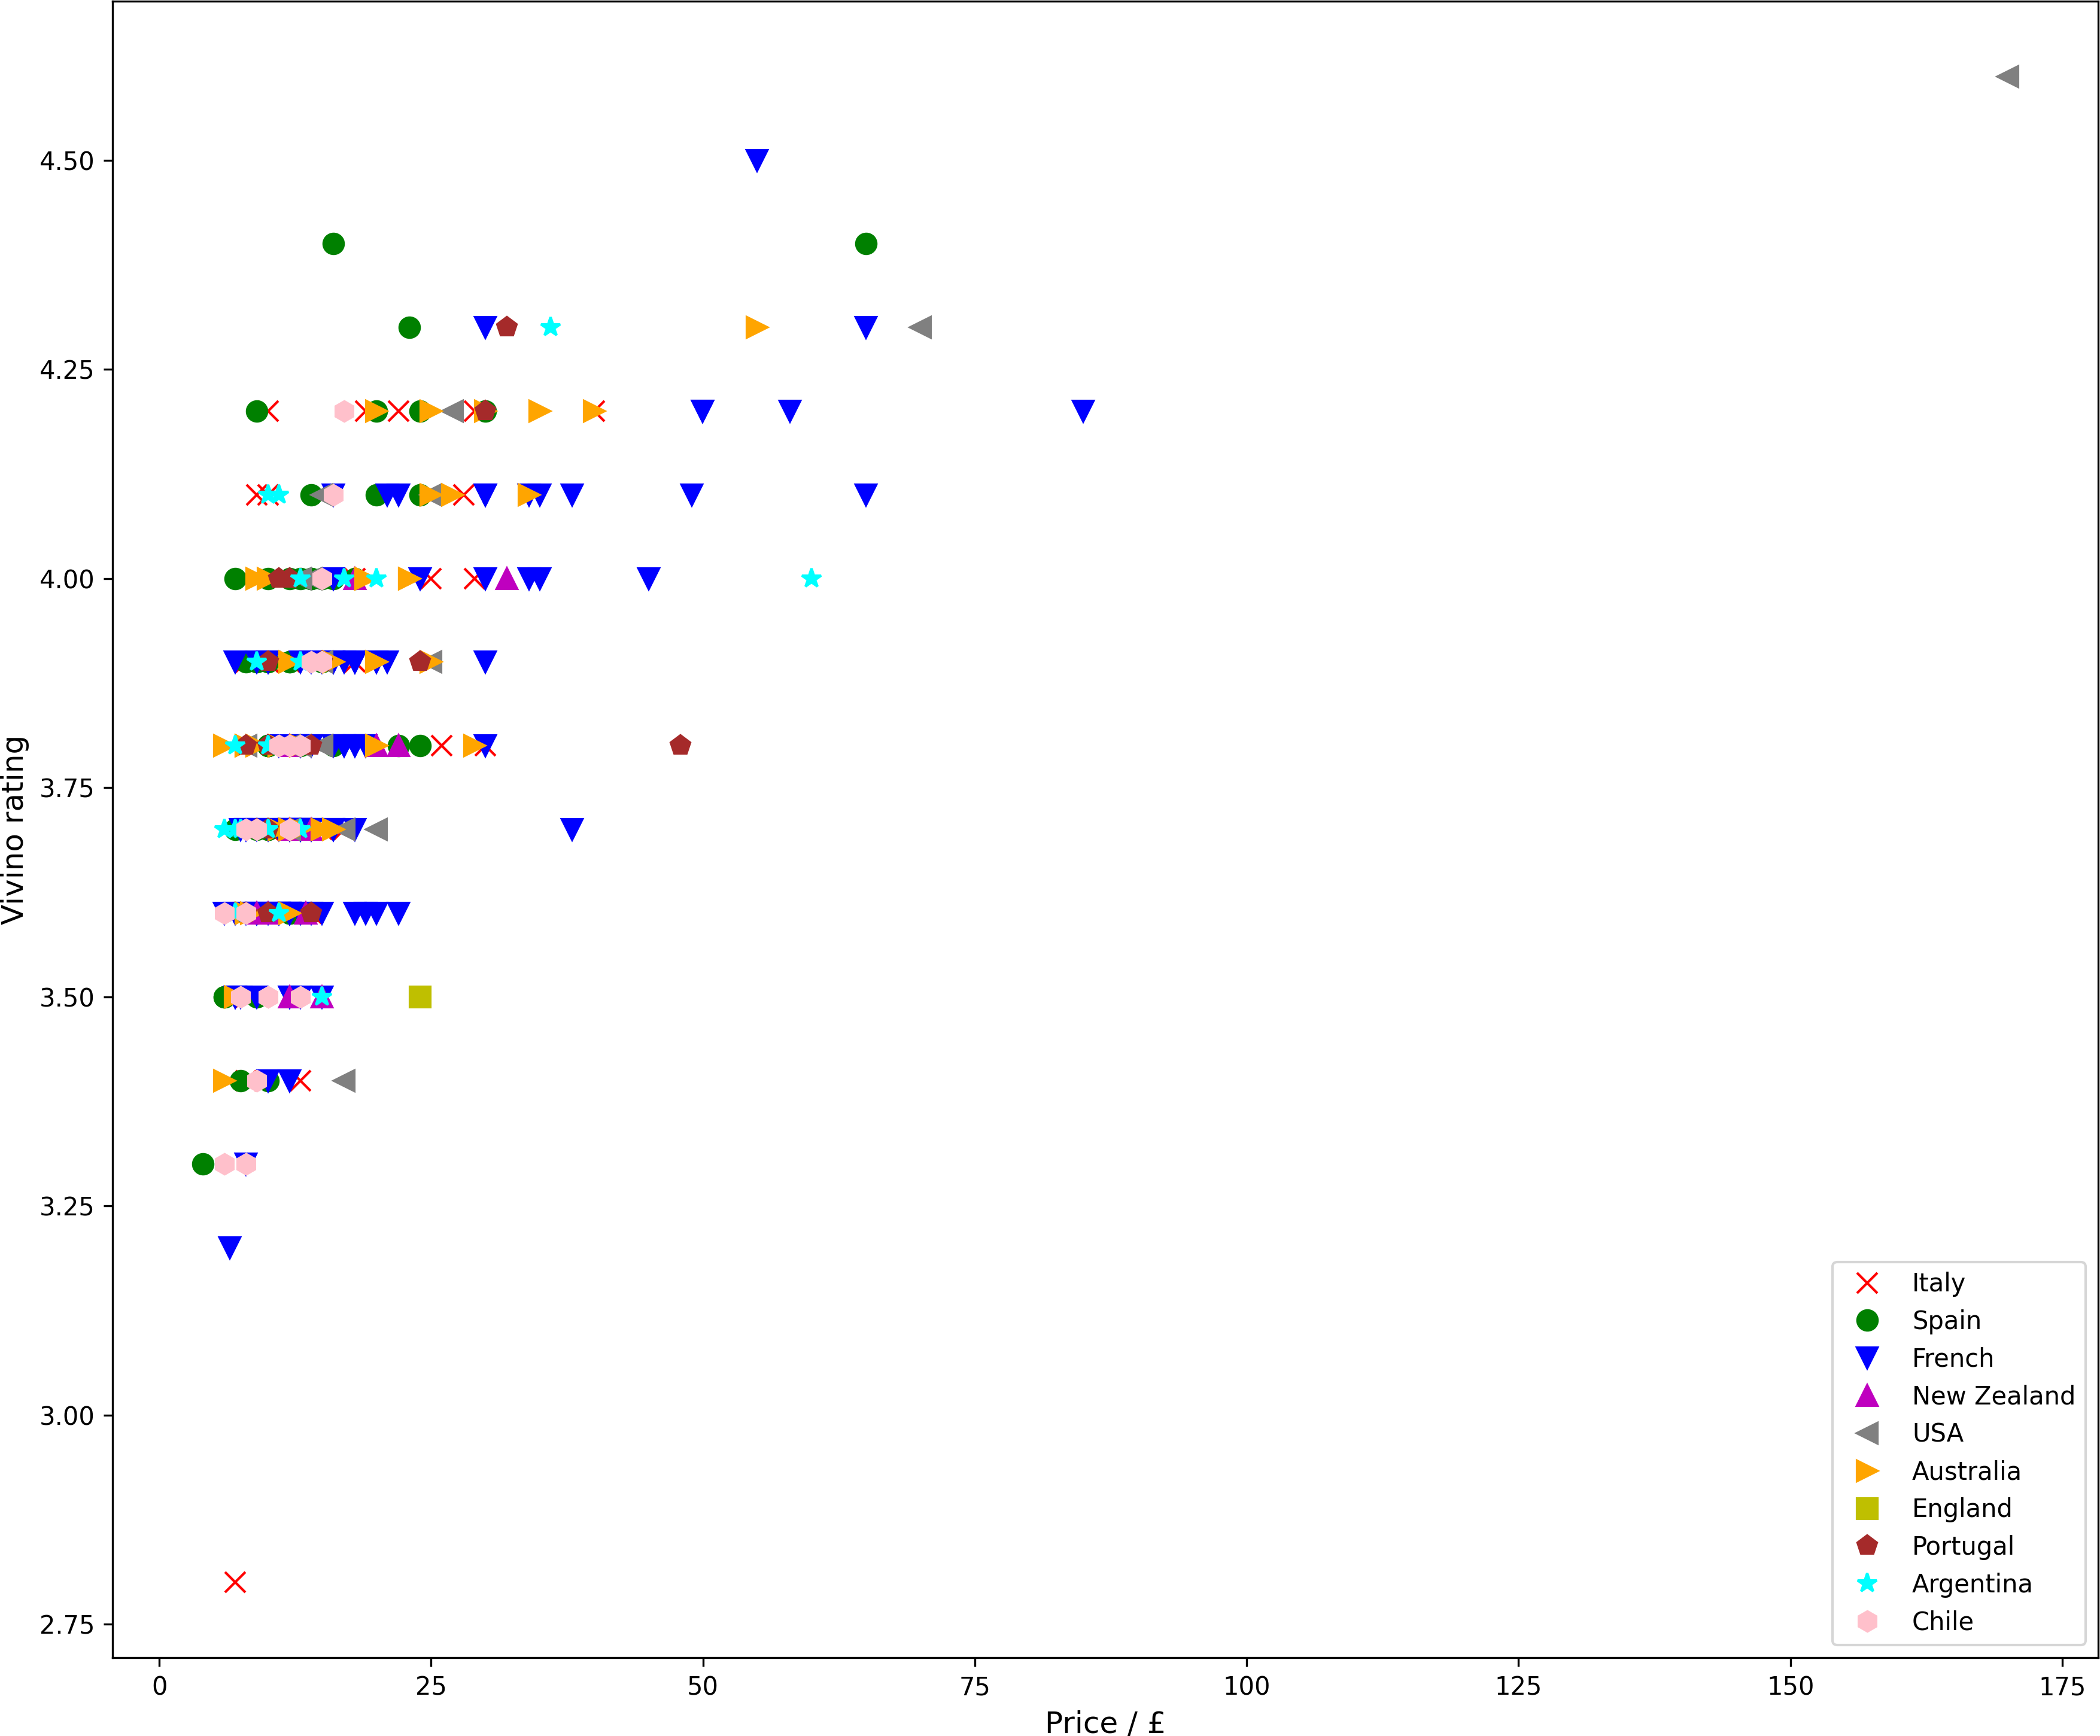 4.50
4.25
4.00
3.75
3.50
3.25
3.00
2.75
Vivino rating
0 25 50 75 100 125 150 175
Price / £
Italy
Spain
French
New Zealand
USA
Australia
England
Portugal
Argentina
Chile